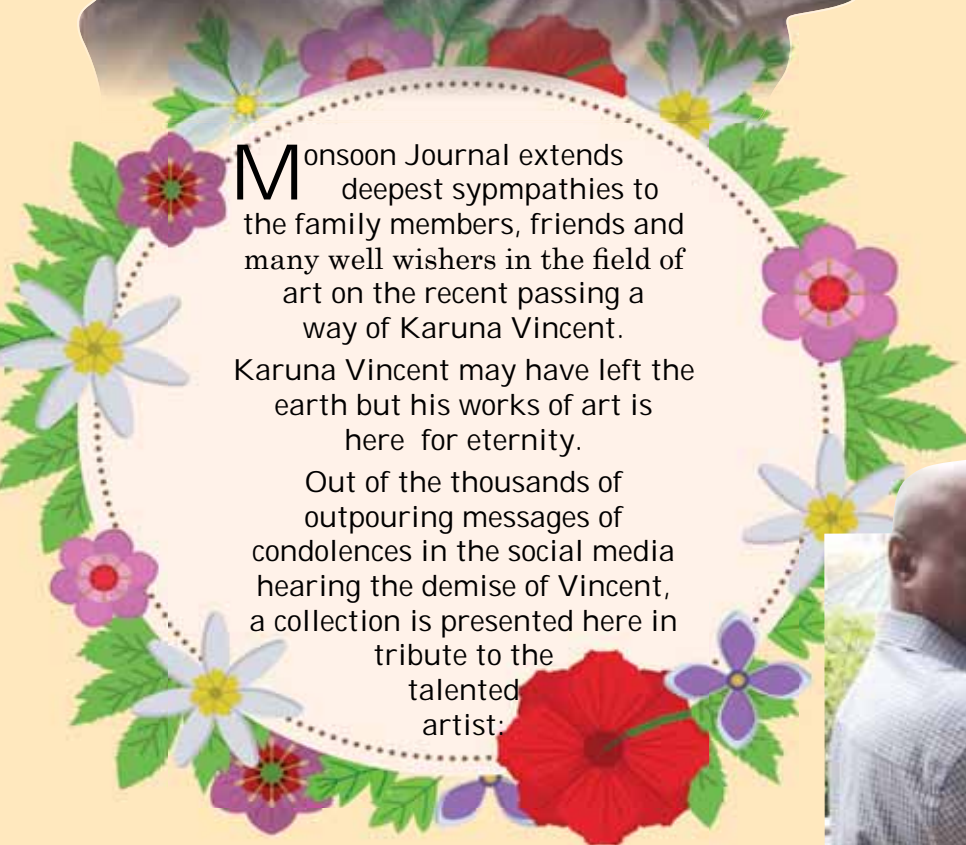 Monsoon Journal extends
deepest sypmpathies to
the family members, friends and
many well wishers in the field of
art on the recent passing a
way of Karuna Vincent.
Karuna Vincent may have left the
earth but his works of art is
here for eternity.
Out of the thousands of
outpouring messages of
condolences in the social media
hearing the demise of Vincent,
a collection is presented here in
tribute to the
talented
artist: